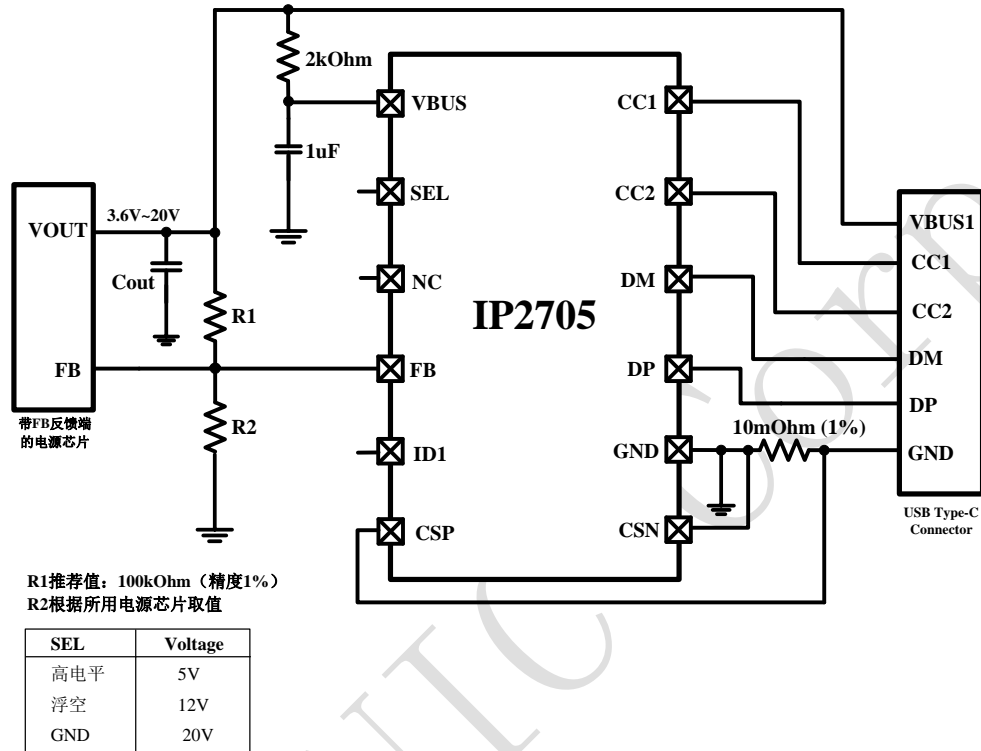 2kOhm
VBUS
CC1
1uF
SEL
CC2
VBUS1
VOUT
3.6V~20V
CC1
Cout
NC
DM
CC2
R1
IP2705
FB
FB
DP
DM
带FB反馈端
的电源芯片
R2
10mOhm (1%)
DP
ID1
GND
GND
CSP
CSN
USB Type-C
Connector
R1推荐值：100kOhm（精度1%）
R2根据所用电源芯片取值
SEL Voltage
高电平 5V
浮空 12V
GND 20V
Corp